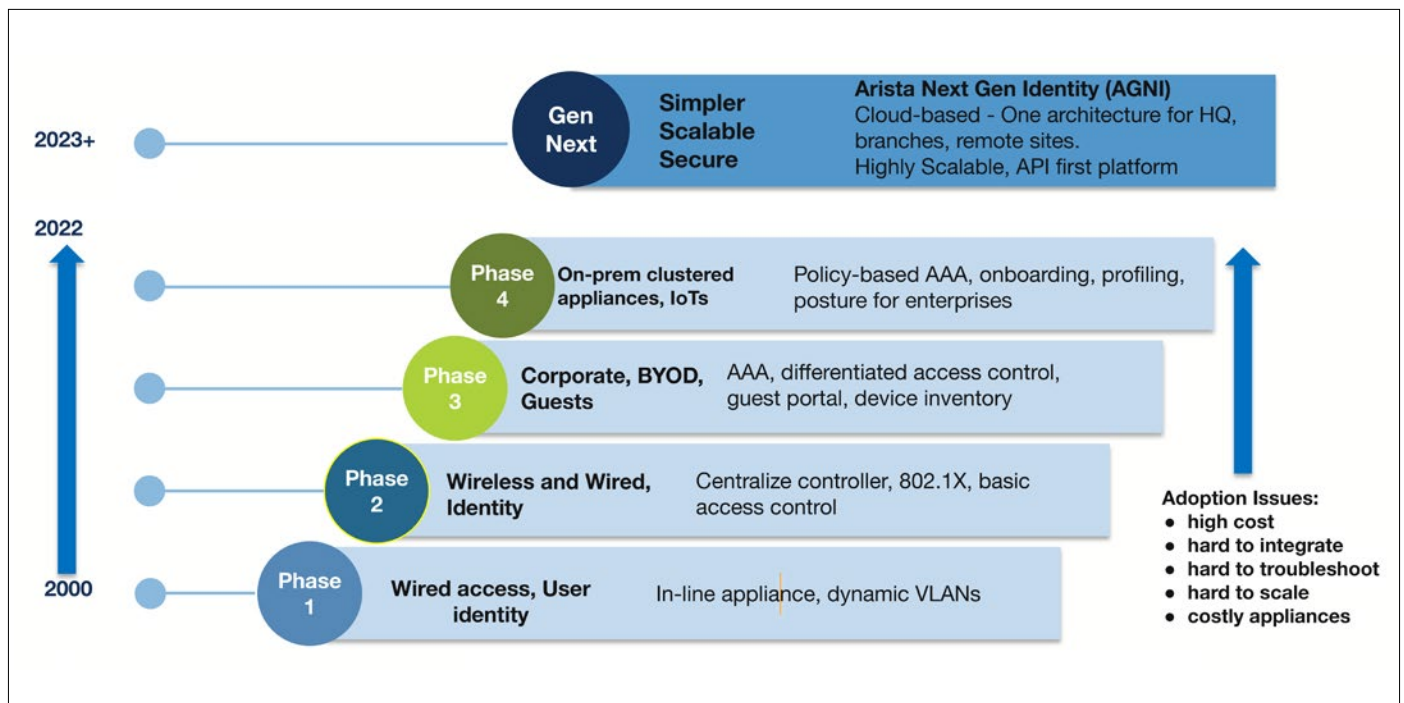 2023+
Gen
Next
Simpler
Scalable
Secure
Arista Next Gen Identity (AGNI)
Cloud-based - One architecture for HQ,
branches, remote sites.
Highly Scalable, API first platform
2022
Phase
4
On-prem clustered
appliances, IoTs
Policy-based AAA, onboarding, profiling,
posture for enterprises
Phase
3
Corporate, BYOD,
Guests
AAA, differentiated access control,
guest portal, device inventory
Phase
2
Wireless and Wired,
Identity
Centralize controller, 802.1X, basic
access control
2000
Phase
1
Wired access, User
identity
In-line appliance, dynamic VLANs
Adoption Issues:
● high cost
● hard to integrate
● hard to troubleshoot
● hard to scale
● costly appliances